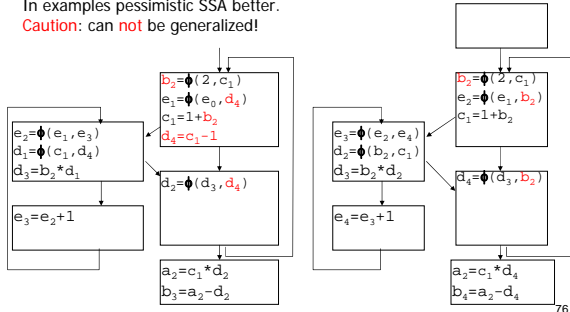 In examples pessimistic SSA better.
Caution: can not be generalized!
b₂=ϕ(2,c₁)
e₁=ϕ(e₀,d₄)
c₁=1+b₂
d₄=c₁-1
e₂=ϕ(e₁,e₃)
d₁=ϕ(c₁,d₄)
d₃=b₂*d₁
d₂=ϕ(d₃,d₄)
e₃=e₂+1
a₂=c₁*d₂
b₃=a₂-d₂
b₂=ϕ(2,c₁)
e₂=ϕ(e₁,b₂)
c₁=1+b₂
e₃=ϕ(e₂,e₄)
d₂=ϕ(b₂,c₁)
d₃=b₂*d₂
d₄=ϕ(d₃,b₂)
e₄=e₃+1
a₂=c₁*d₄
b₄=a₂-d₄
76